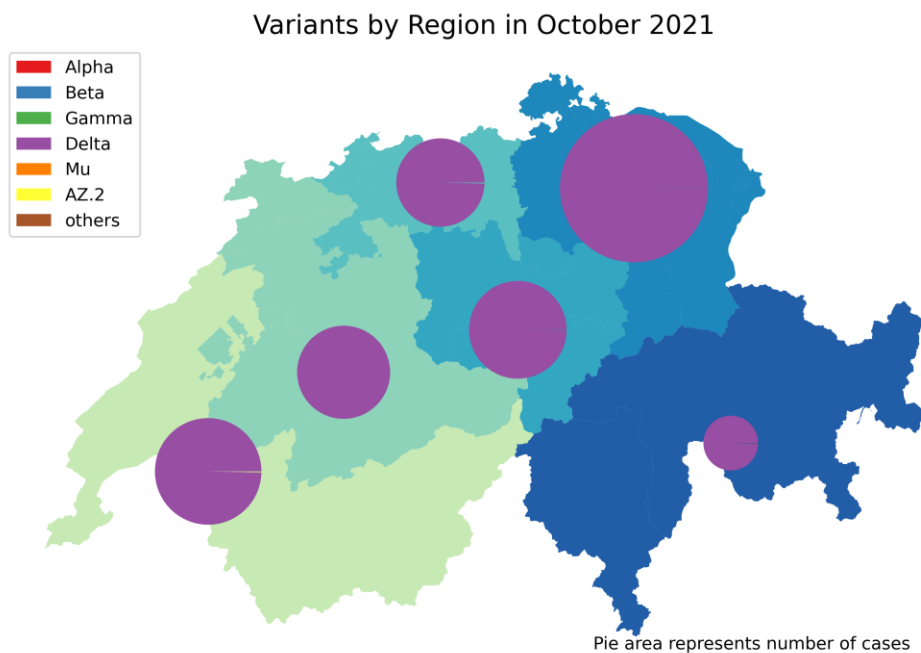 Variants by Region in October 2021
Alpha
Beta
Gamma
Delta
Mu
AZ.2
others
Pie area represents number of cases